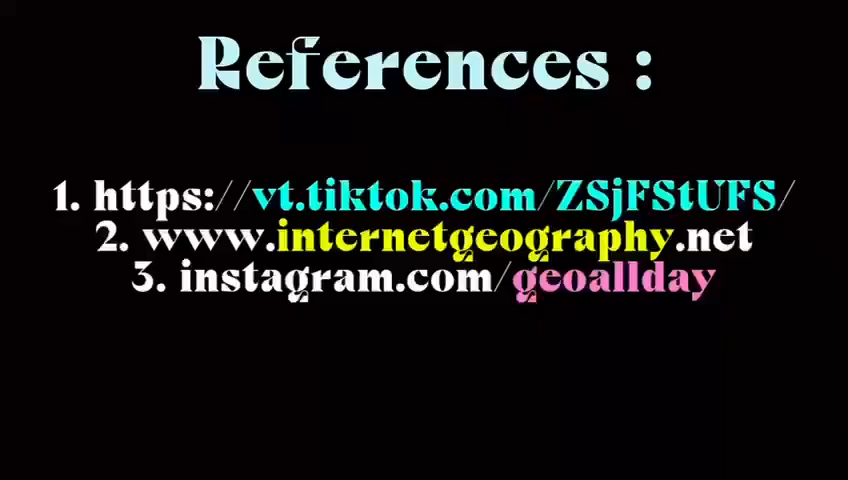 References :
1. https://vt.tiktok.com/ZSjFStUFS/
2. www.internetgeography.net
3. instagram.com/geoallday